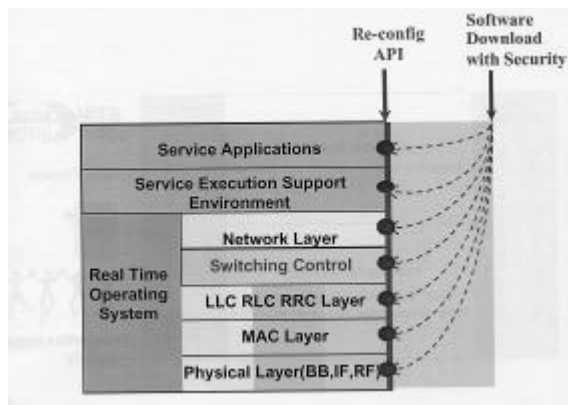 Re-config
API
Software
Download
with Security
Service Applications
Service Execution Support
Environment
Real Time
Operating
System
Network Layer
Switching Control
LLC RLC RRC Layer
MAC Layer
Physical Layer(BB,IF,RF)